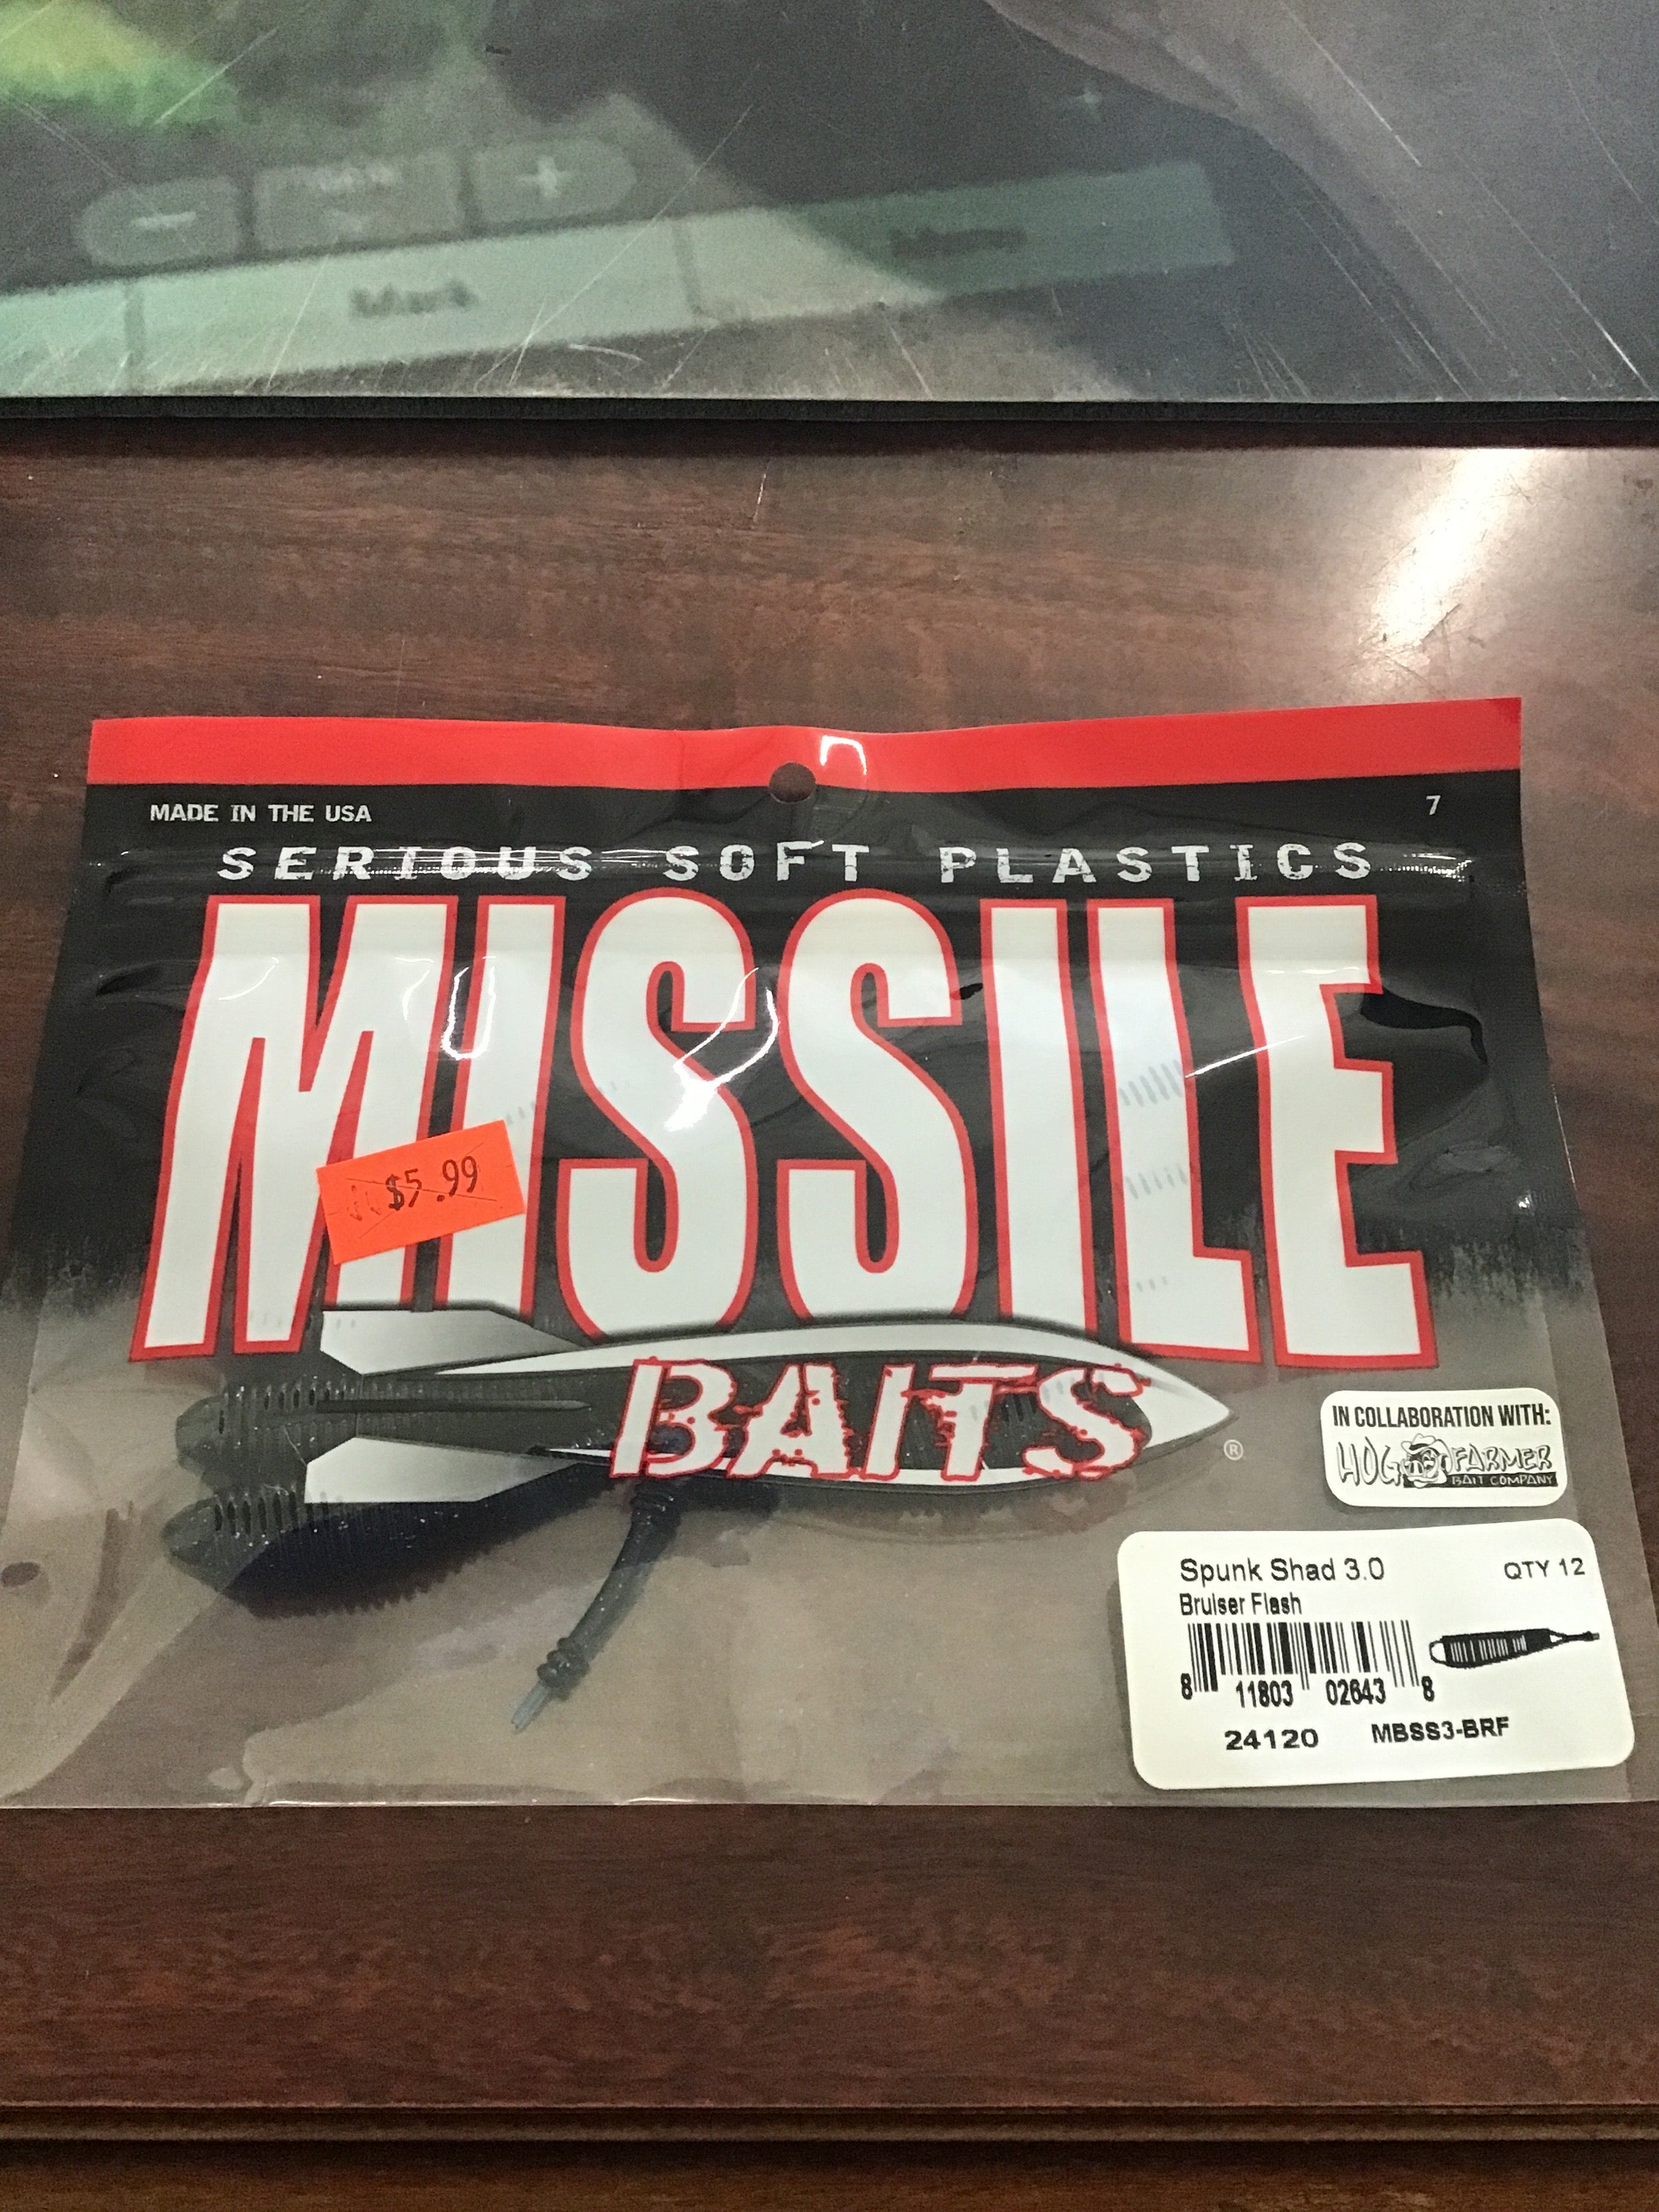 Mark
MADE IN THE USA
7
SERIOUS SOFT PLASTICS
MISSILE
$5.99
BAITS
®
IN COLLABORATION WITH:
HOG FARMER
BAIT COMPANY
Spunk Shad 3.0 QTY 12
Bruiser Flash
8 11803 02643 8
24120 MBSS3-BRF